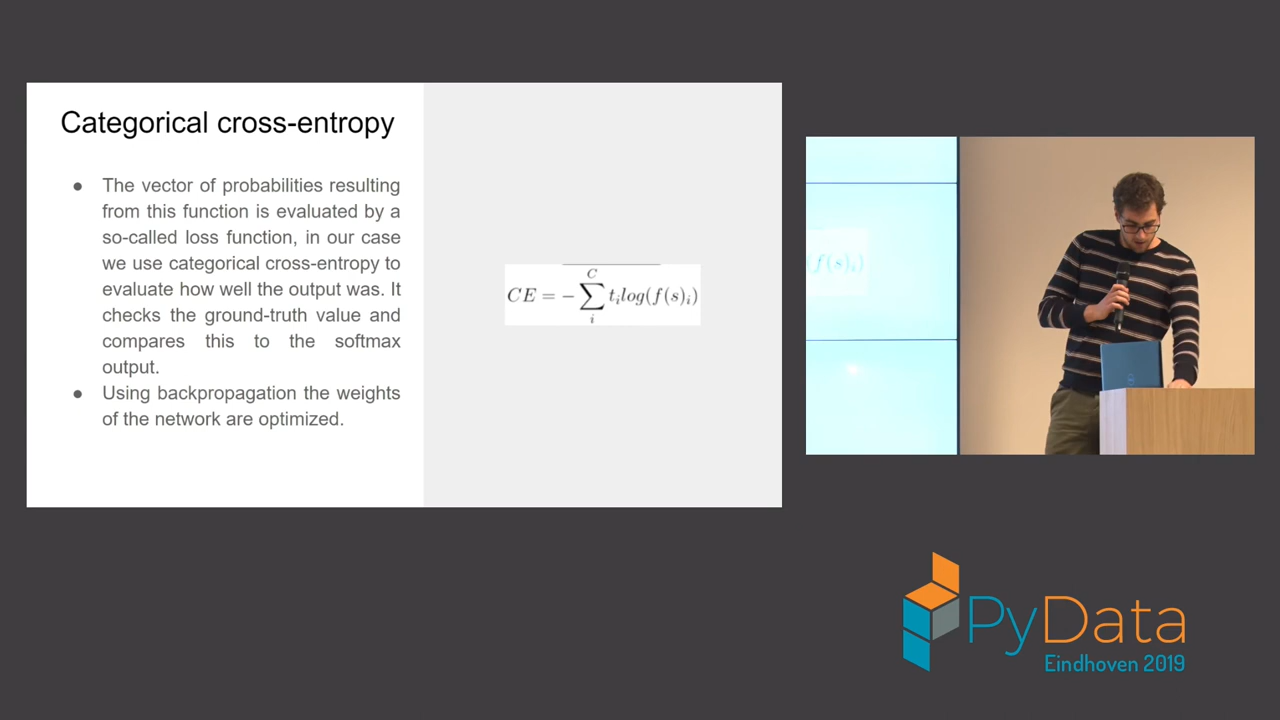 Categorical cross-entropy
● The vector of probabilities resulting
from this function is evaluated by a
so-called loss function, in our case
we use categorical cross-entropy to
evaluate how well the output was. It
checks the ground-truth value and
compares this to the softmax
output.
● Using backpropagation the weights
of the network are optimized.
CE = -∑_i^C t_i log(f(s)_i)
(f(s)_i)
PyData
Eindhoven 2019